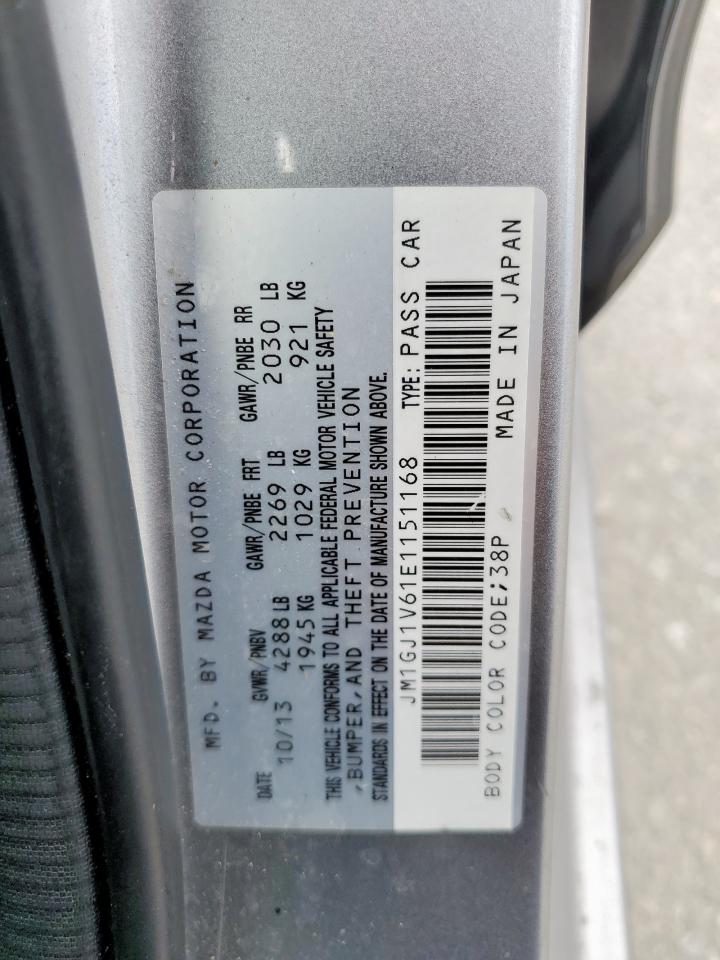 MFD. BY MAZDA MOTOR CORPORATION
DATE GVWR/PNBV GAWR/PNBE FRT GAWR/PNBE RR
10/13 4288 LB 2269 LB 2030 LB
1945 KG 1029 KG 921 KG
THIS VEHICLE CONFORMS TO ALL APPLICABLE FEDERAL MOTOR VEHICLE SAFETY
,BUMPER, AND THEFT PREVENTION
STANDARDS IN EFFECT ON THE DATE OF MANUFACTURE SHOWN ABOVE.
JM1GJ1V61E1151168 TYPE: PASS CAR
BODY COLOR CODE;38P MADE IN JAPAN